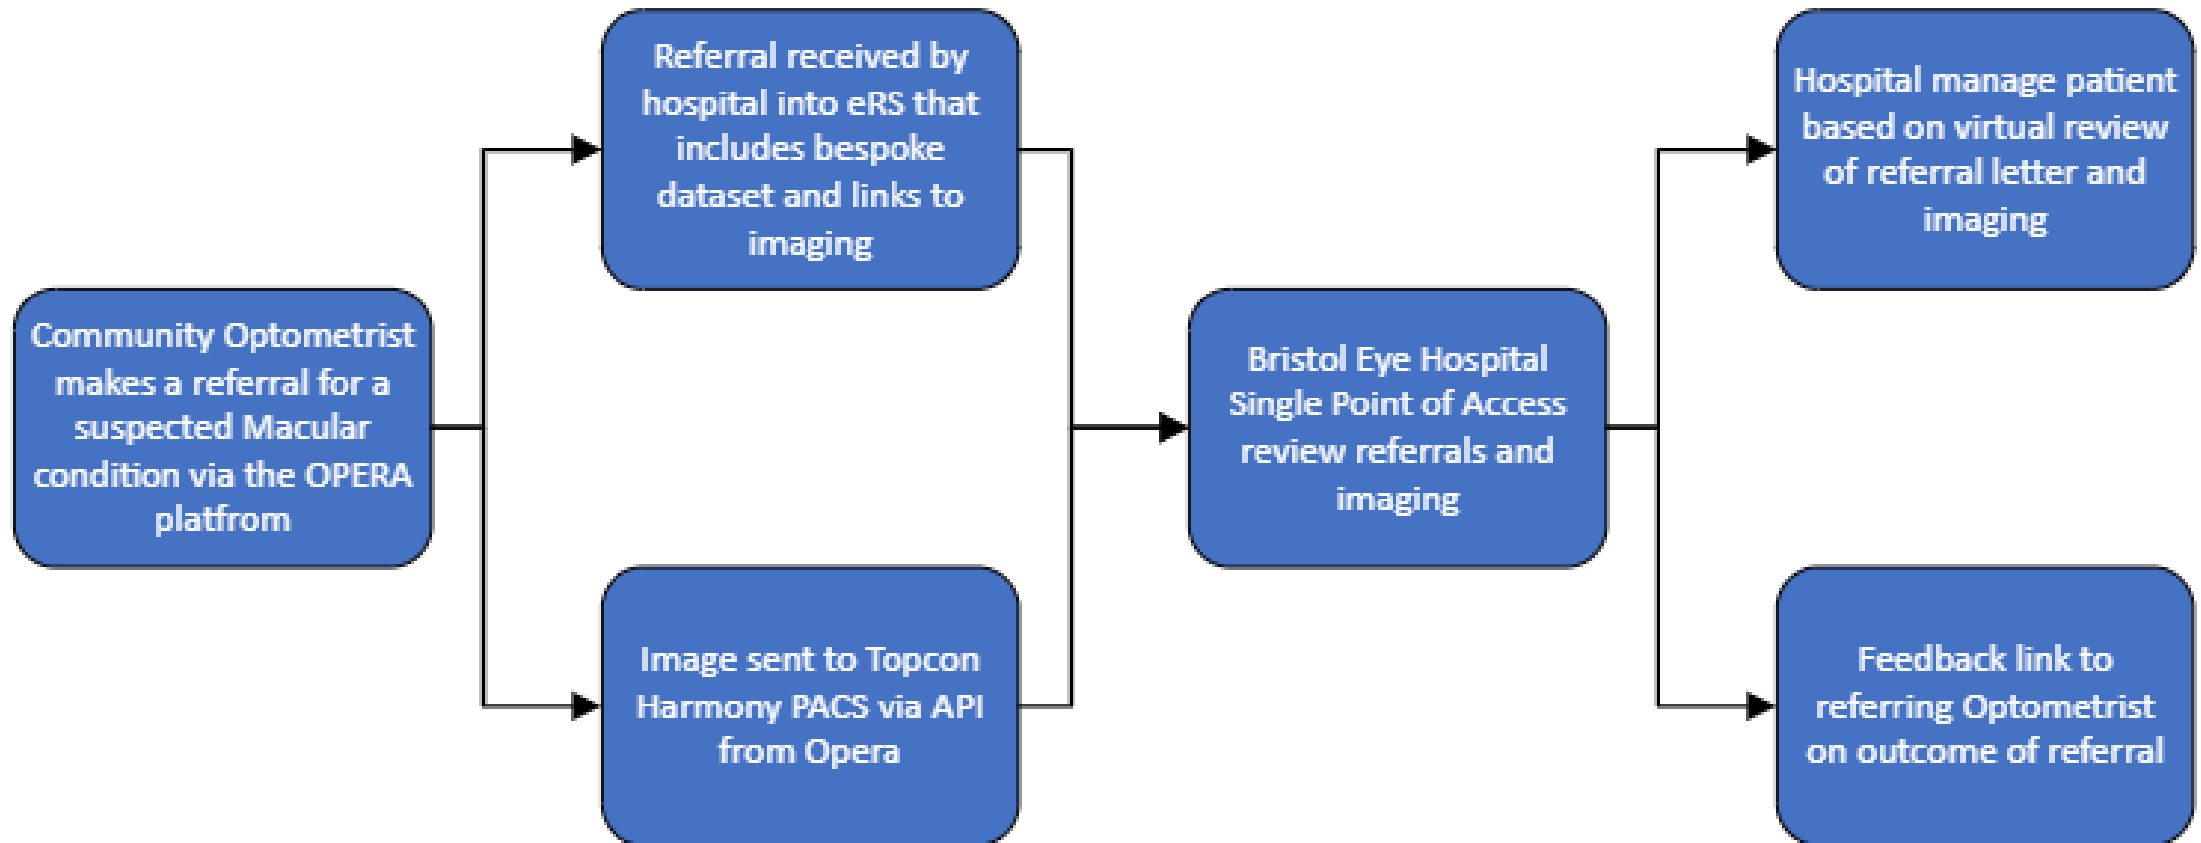 Community Optometrist
makes a referral for a
suspected Macular
condition via the OPERA
platfrom
Referral received by
hospital into eRS that
includes bespoke
dataset and links to
imaging
Image sent to Topcon
Harmony PACS via API
from Opera
Bristol Eye Hospital
Single Point of Access
review referrals and
imaging
Hospital manage patient
based on virtual review
of referral letter and
imaging
Feedback link to
referring Optometrist
on outcome of referral